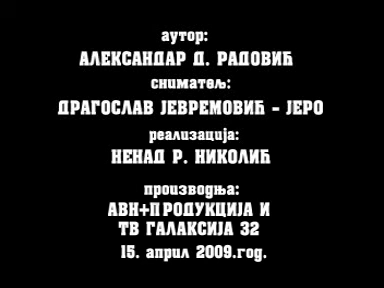 аутор:
АЛЕКСАНДАР Д. РАДОВИЋ
сниматељ:
ДРАГОСЛАВ ЈЕВРЕМОВИЋ - ЈЕРО
реализација:
НЕНАД Р. НИКОЛИЋ
производња:
АВН+ПРОДУКЦИЈА И
ТВ ГАЛАКСИЈА 32
15. април 2009.год.